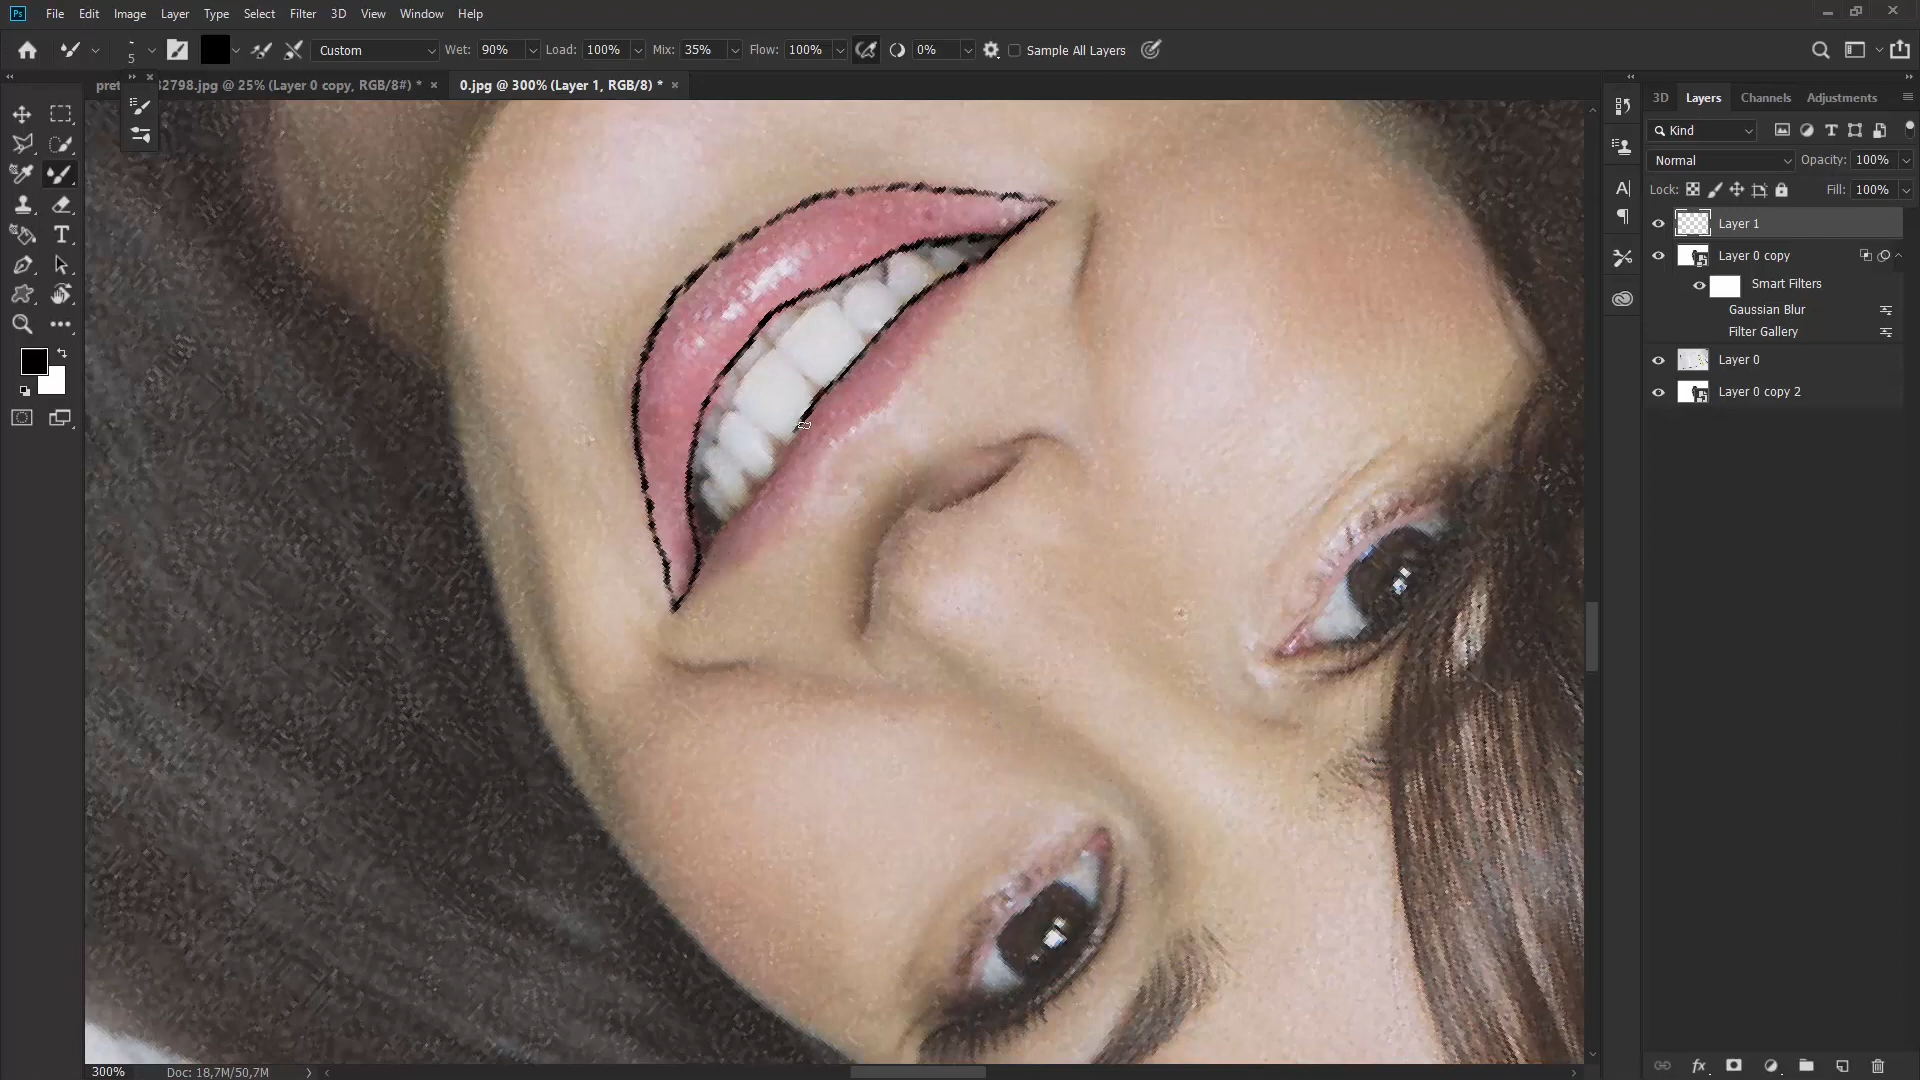 Ps File Edit Image Layer Type Select Filter 3D View Window Help
5 Custom Wet: 90% Load: 100% Mix: 35% Flow: 100% 0% Sample All Layers
32798.jpg @ 25% (Layer 0 copy, RGB/8#) * × 0.jpg @ 300% (Layer 1, RGB/8) * ×
3D Layers Channels Adjustments
Kind
Normal Opacity: 100%
Lock: Fill: 100%
Layer 1
Layer 0 copy
Smart Filters
Gaussian Blur
Filter Gallery
Layer 0
Layer 0 copy 2
300% Doc: 18,7M/50,7M